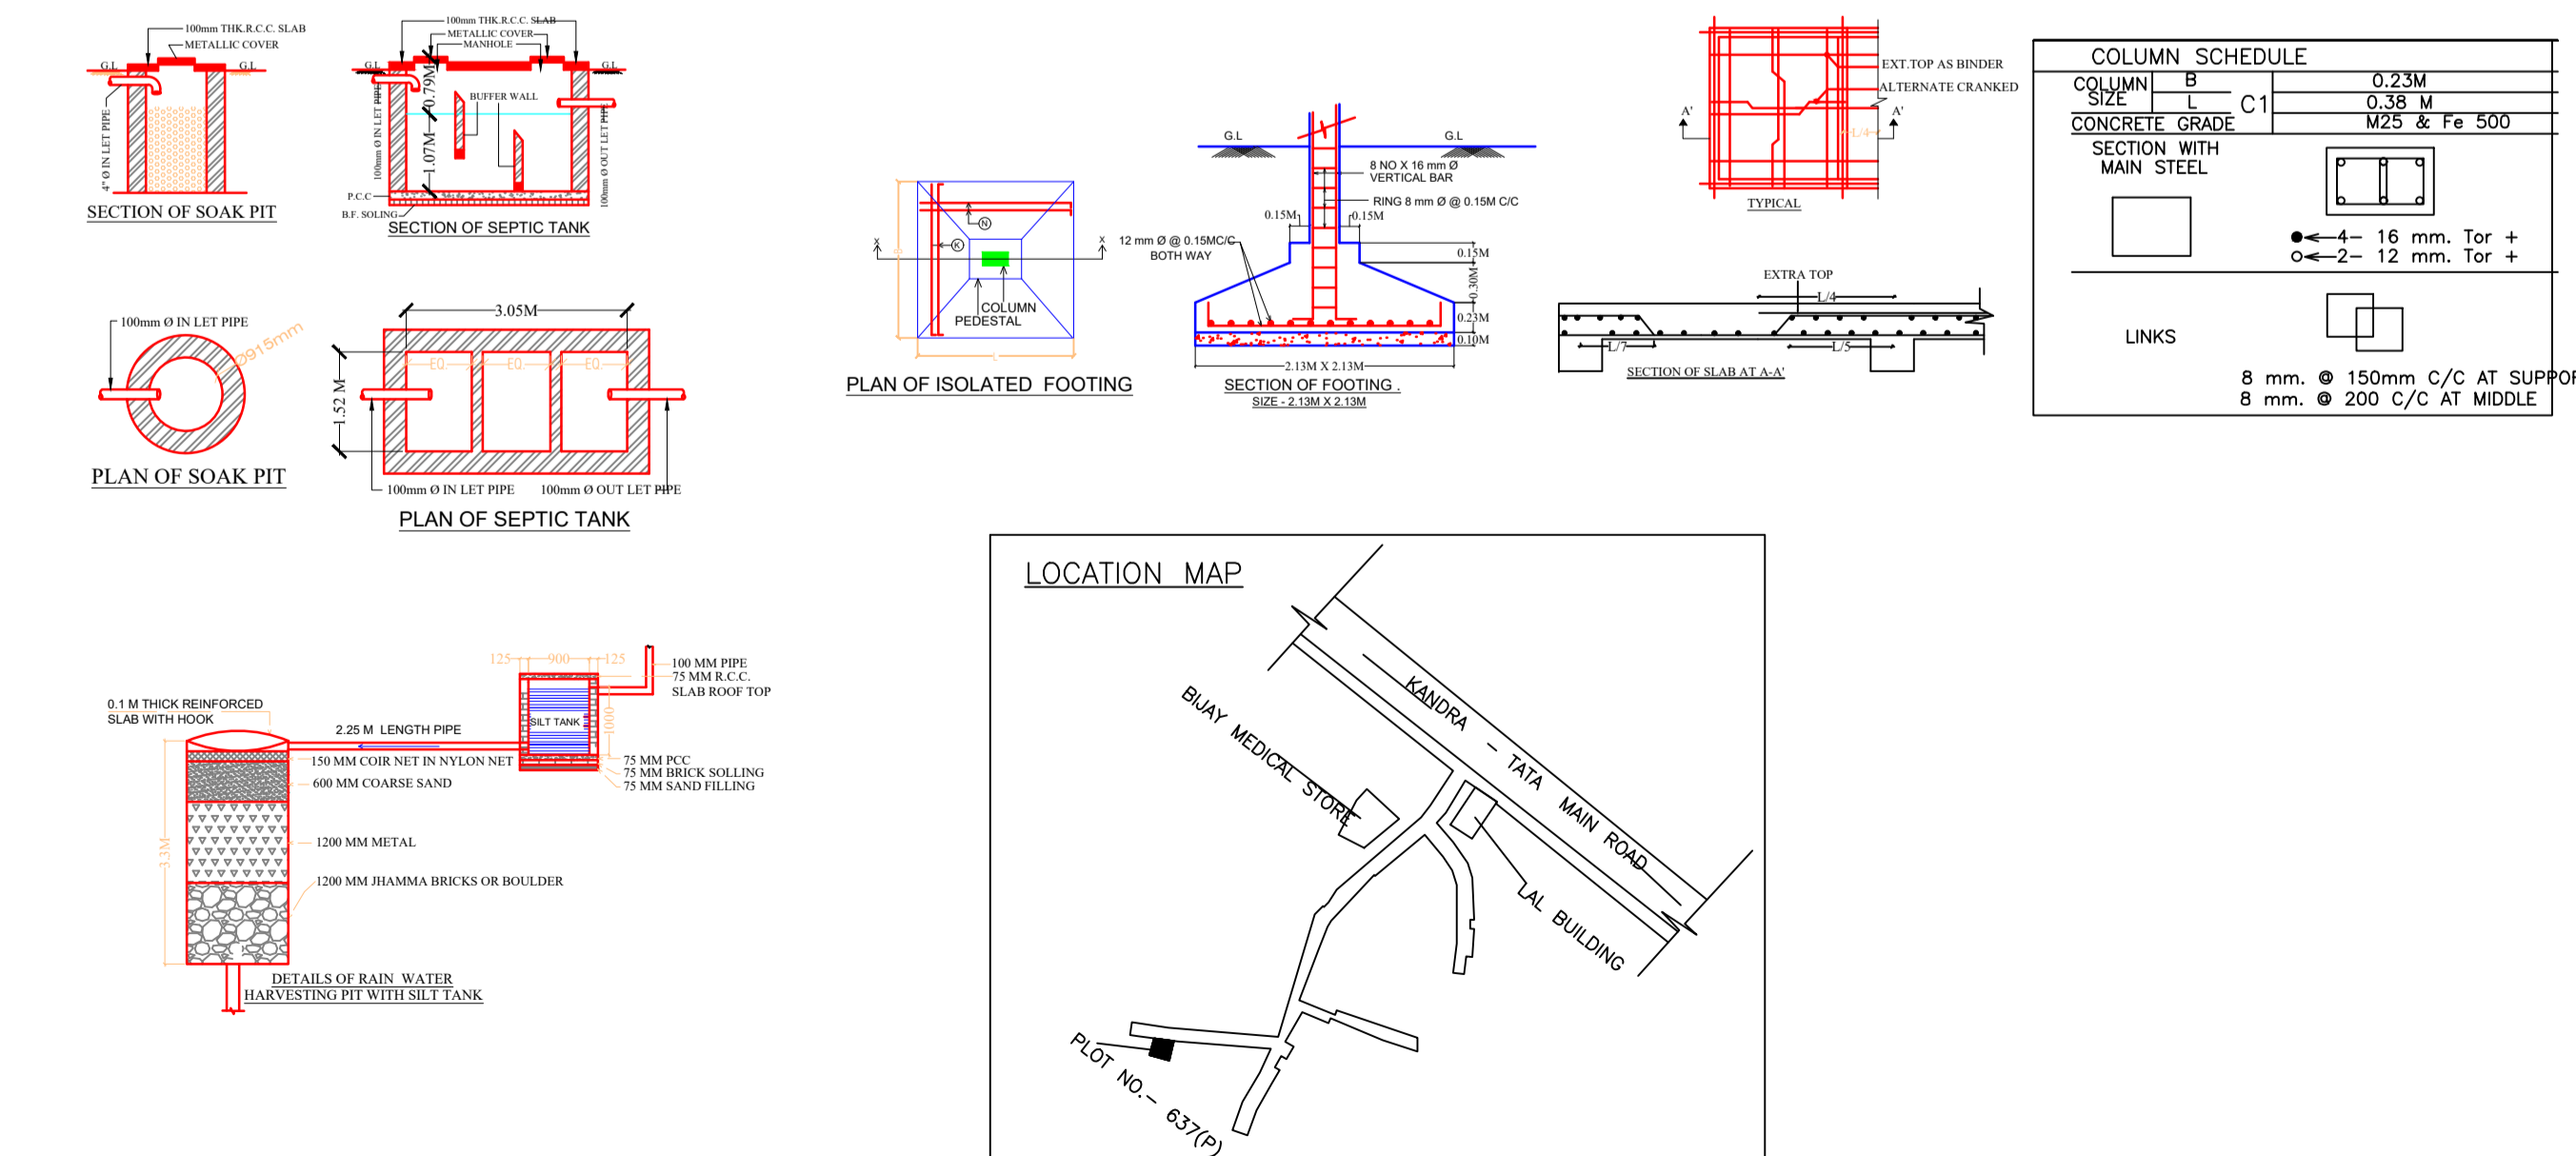 100mm THK.R.C.C. SLAB
METALLIC COVER
G.L
G.L
4" Ø IN LET PIPE
SECTION OF SOAK PIT
100mm THK.R.C.C. SLAB
METALLIC COVER
MANHOLE
G.L
G.L
0.79M
1.07M
BUFFER WALL
100mm Ø IN LET PIPE
100mm Ø OUT LET PIPE
P.C.C
B.F. SOLING
SECTION OF SEPTIC TANK
100mm Ø IN LET PIPE
Ø915mm
PLAN OF SOAK PIT
3.05M
1.52 M
EQ.
EQ.
EQ.
100mm Ø IN LET PIPE
100mm Ø OUT LET PIPE
PLAN OF SEPTIC TANK
X
X
N
K
COLUMN
PEDESTAL
L
PLAN OF ISOLATED FOOTING
G.L
G.L
8 NO X 16 mm Ø
VERTICAL BAR
RING 8 mm Ø @ 0.15M C/C
0.15M
0.15M
12 mm Ø @ 0.15MC/C
BOTH WAY
0.15M
0.30M
0.23M
0.10M
2.13M X 2.13M
SECTION OF FOOTING .
SIZE - 2.13M X 2.13M
EXT.TOP AS BINDER
ALTERNATE CRANKED
A'
A'
L/4
TYPICAL
EXTRA TOP
L/4
L/7
L/5
SECTION OF SLAB AT A-A'
COLUMN SCHEDULE
COLUMN SIZE
B
L
C1
0.23M
0.38 M
CONCRETE GRADE
M25 & Fe 500
SECTION WITH
MAIN STEEL
4- 16 mm. Tor +
2- 12 mm. Tor +
LINKS
8 mm. @ 150mm C/C AT SUPPOR
8 mm. @ 200 C/C AT MIDDLE
125
900
125
100 MM PIPE
75 MM R.C.C.
SLAB ROOF TOP
SILT TANK
1000
0.1 M THICK REINFORCED
SLAB WITH HOOK
2.25 M LENGTH PIPE
150 MM COIR NET IN NYLON NET
600 MM COARSE SAND
75 MM PCC
75 MM BRICK SOLLING
75 MM SAND FILLING
3.3M
1200 MM METAL
1200 MM JHAMMA BRICKS OR BOULDER
DETAILS OF RAIN WATER
HARVESTING PIT WITH SILT TANK
LOCATION MAP
KANDRA - TATA MAIN ROAD
BIJAY MEDICAL STORE
LAL BUILDING
PLOT NO.- 637(P)